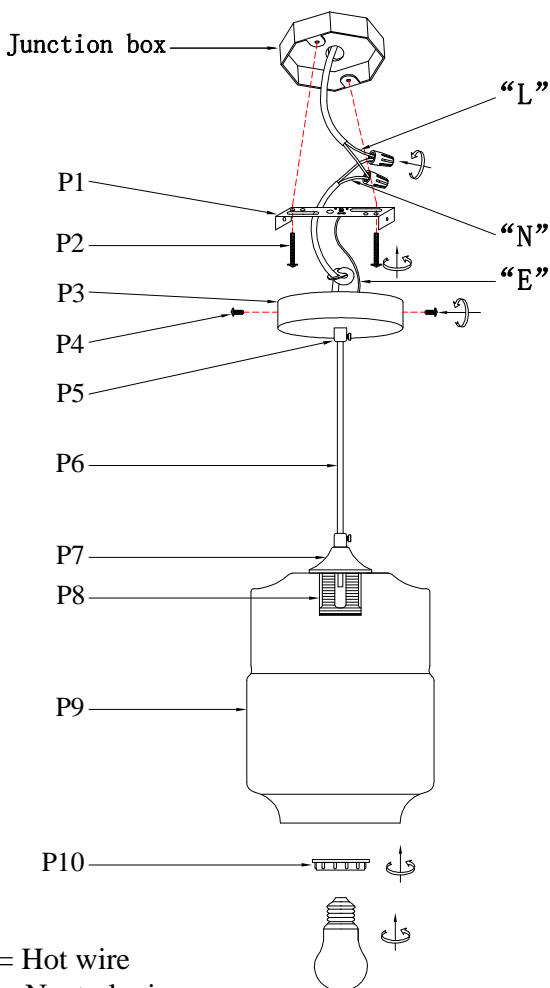 Junction box
“L”
P1
“N”
P2
“E”
P3
P4
P5
P6
P7
P8
P9
P10
= Hot wire